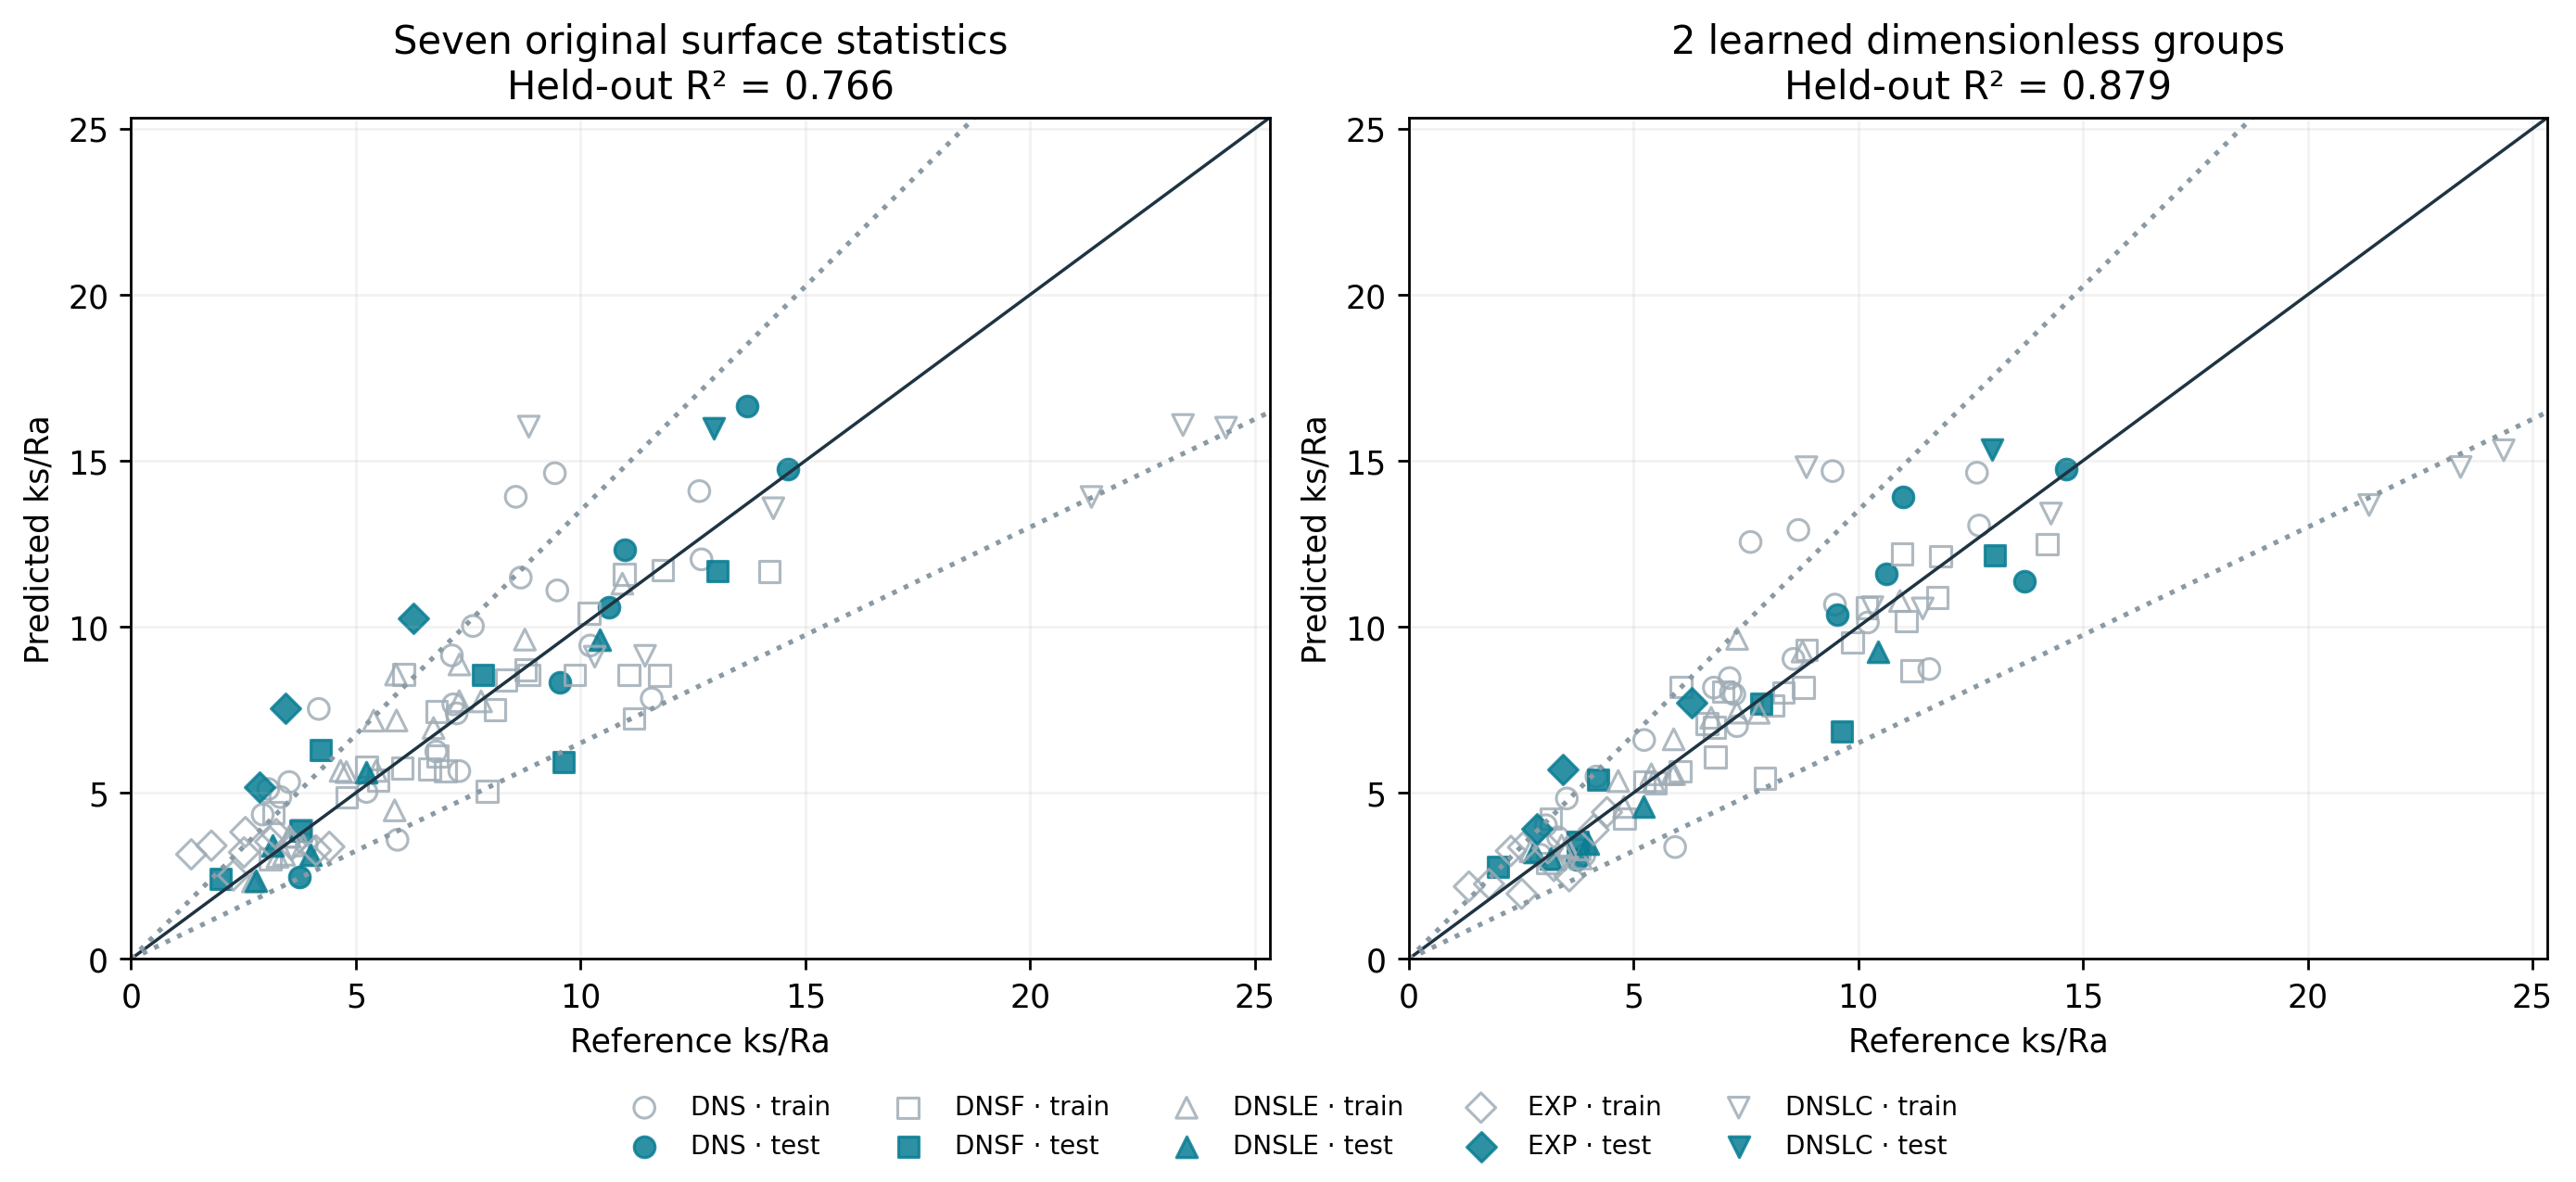 Seven original surface statistics
Held-out R² = 0.766
25
20
15
10
5
0
Predicted ks/Ra
0 5 10 15 20 25
Reference ks/Ra
2 learned dimensionless groups
Held-out R² = 0.879
25
20
15
10
5
0
Predicted ks/Ra
0 5 10 15 20 25
Reference ks/Ra
DNS · train DNSF · train DNSLE · train EXP · train DNSLC · train
DNS · test DNSF · test DNSLE · test EXP · test DNSLC · test